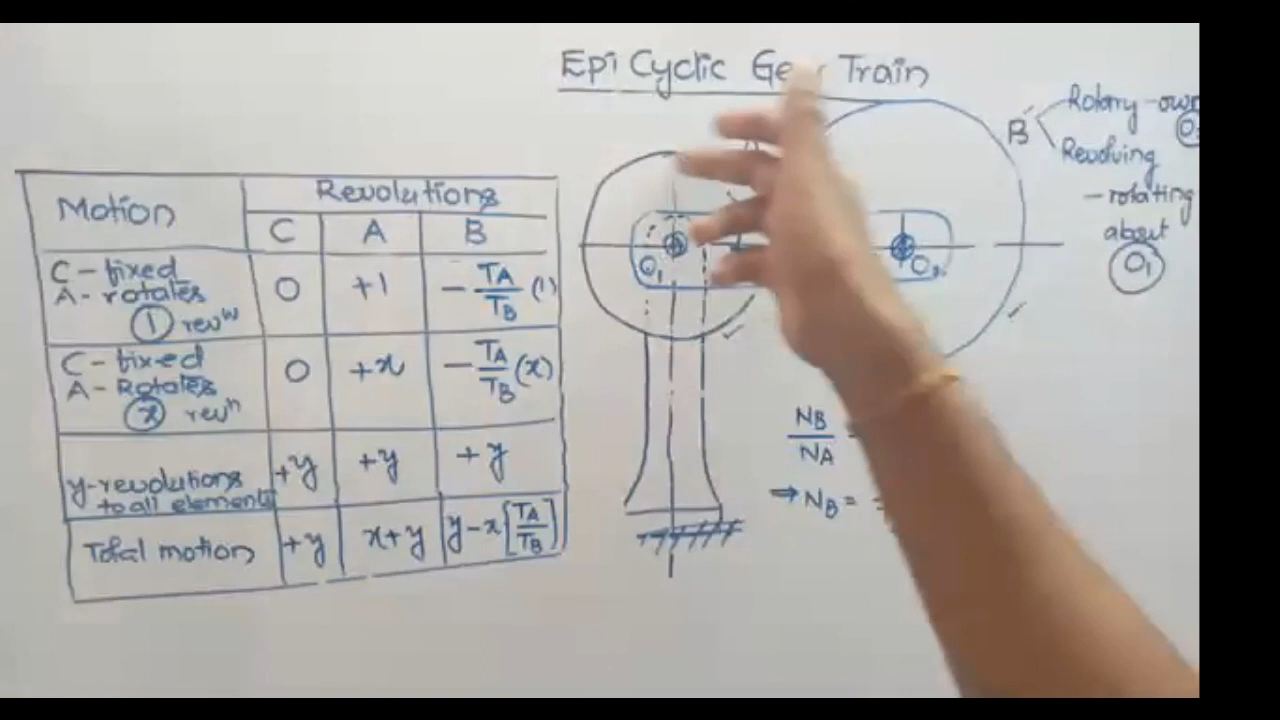 Epi Cyclic Ge Train
Motion
Revolutions
C A B
C - fixed
A - rotates
1 revn
0 +1 - TA/TB (1)
C - fixed
A - Rotates
x revn
0 +x - TA/TB (x)
y-revolutions
to all elements
+y +y +y
Total motion
+y x+y y-x[TA/TB]
O1
O2
B
Rotary - own
Revolving
- rotating
about
O1
NB/NA =
⇒ NB =